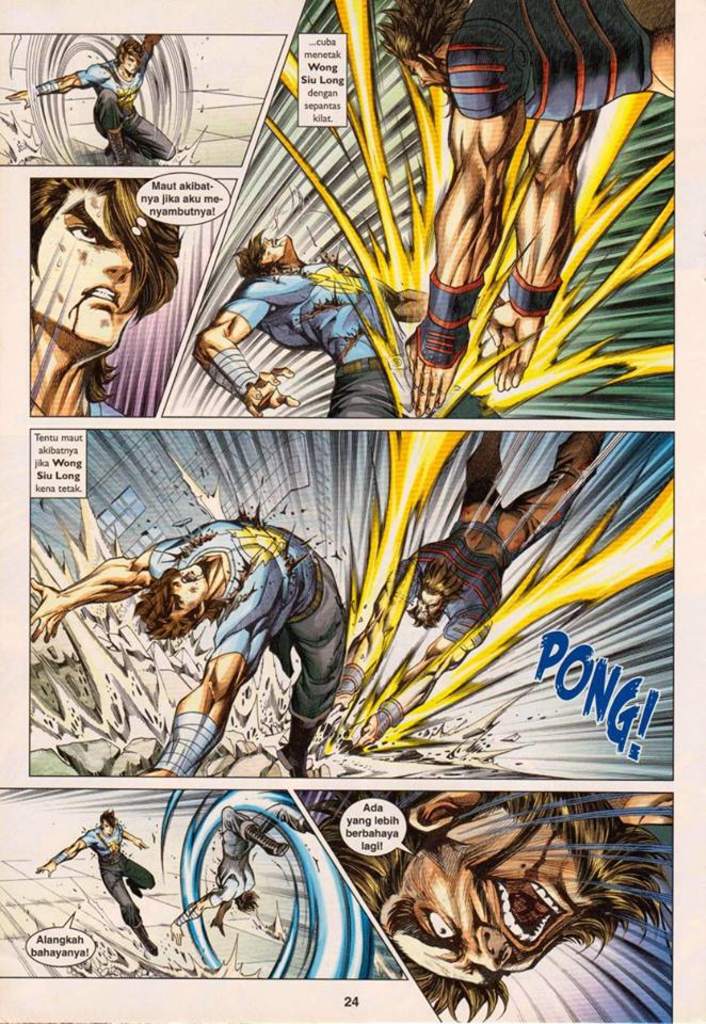 ...cuba
menetak
Wong
Siu Long
dengan
sepantas
kilat.
Maut akibat-
nya jika aku me-
nyambutnya!
Tentu maut
akibatnya
jika Wong
Siu Long
kena tetak.
PONG!
Alangkah
bahayanya!
Ada
yang lebih
berbahaya
lagi!
24